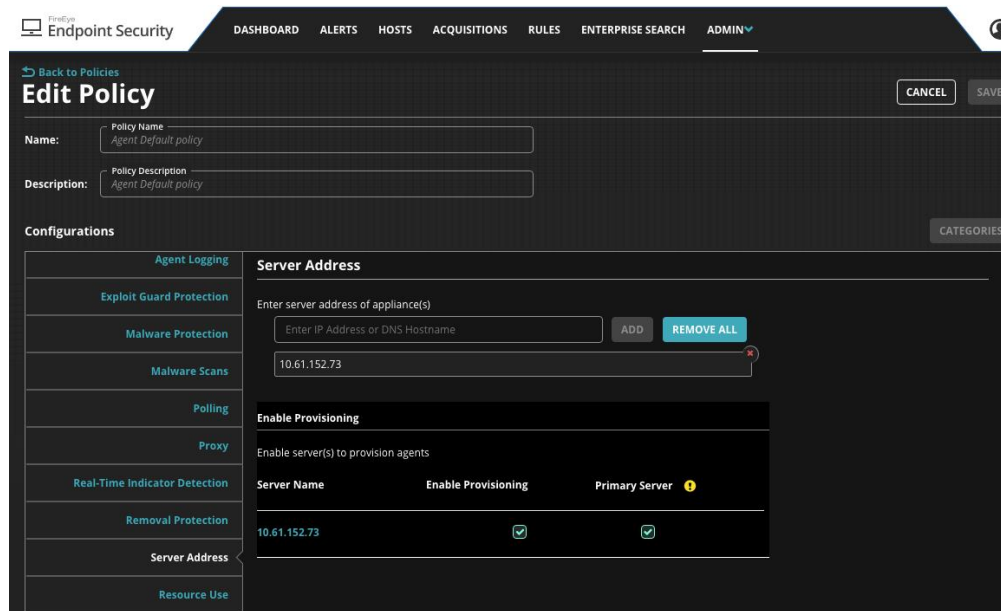 FireEye
Endpoint Security
DASHBOARD ALERTS HOSTS ACQUISITIONS RULES ENTERPRISE SEARCH ADMIN
Back to Policies
Edit Policy
CANCEL SAVE
Name:
Policy Name
Agent Default policy
Description:
Policy Description
Agent Default policy
Configurations
CATEGORIES
Agent Logging
Exploit Guard Protection
Malware Protection
Malware Scans
Polling
Proxy
Real-Time Indicator Detection
Removal Protection
Server Address
Resource Use
Server Address
Enter server address of appliance(s)
Enter IP Address or DNS Hostname
ADD REMOVE ALL
10.61.152.73
Enable Provisioning
Enable server(s) to provision agents
Server Name Enable Provisioning Primary Server
10.61.152.73